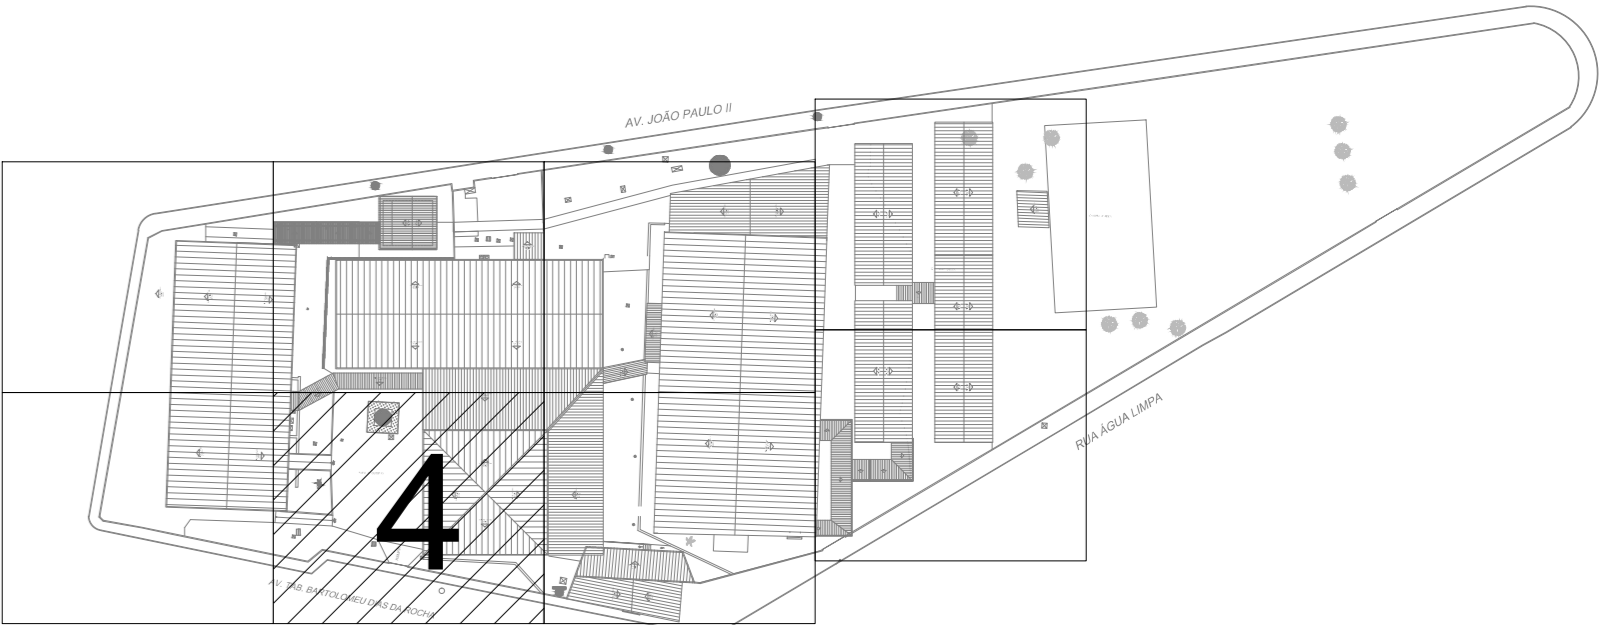 AV. JOÃO PAULO II
RUA ÁGUA LIMPA
4
AV. TAB. BARTOLOMEU DIAS DA ROCHA